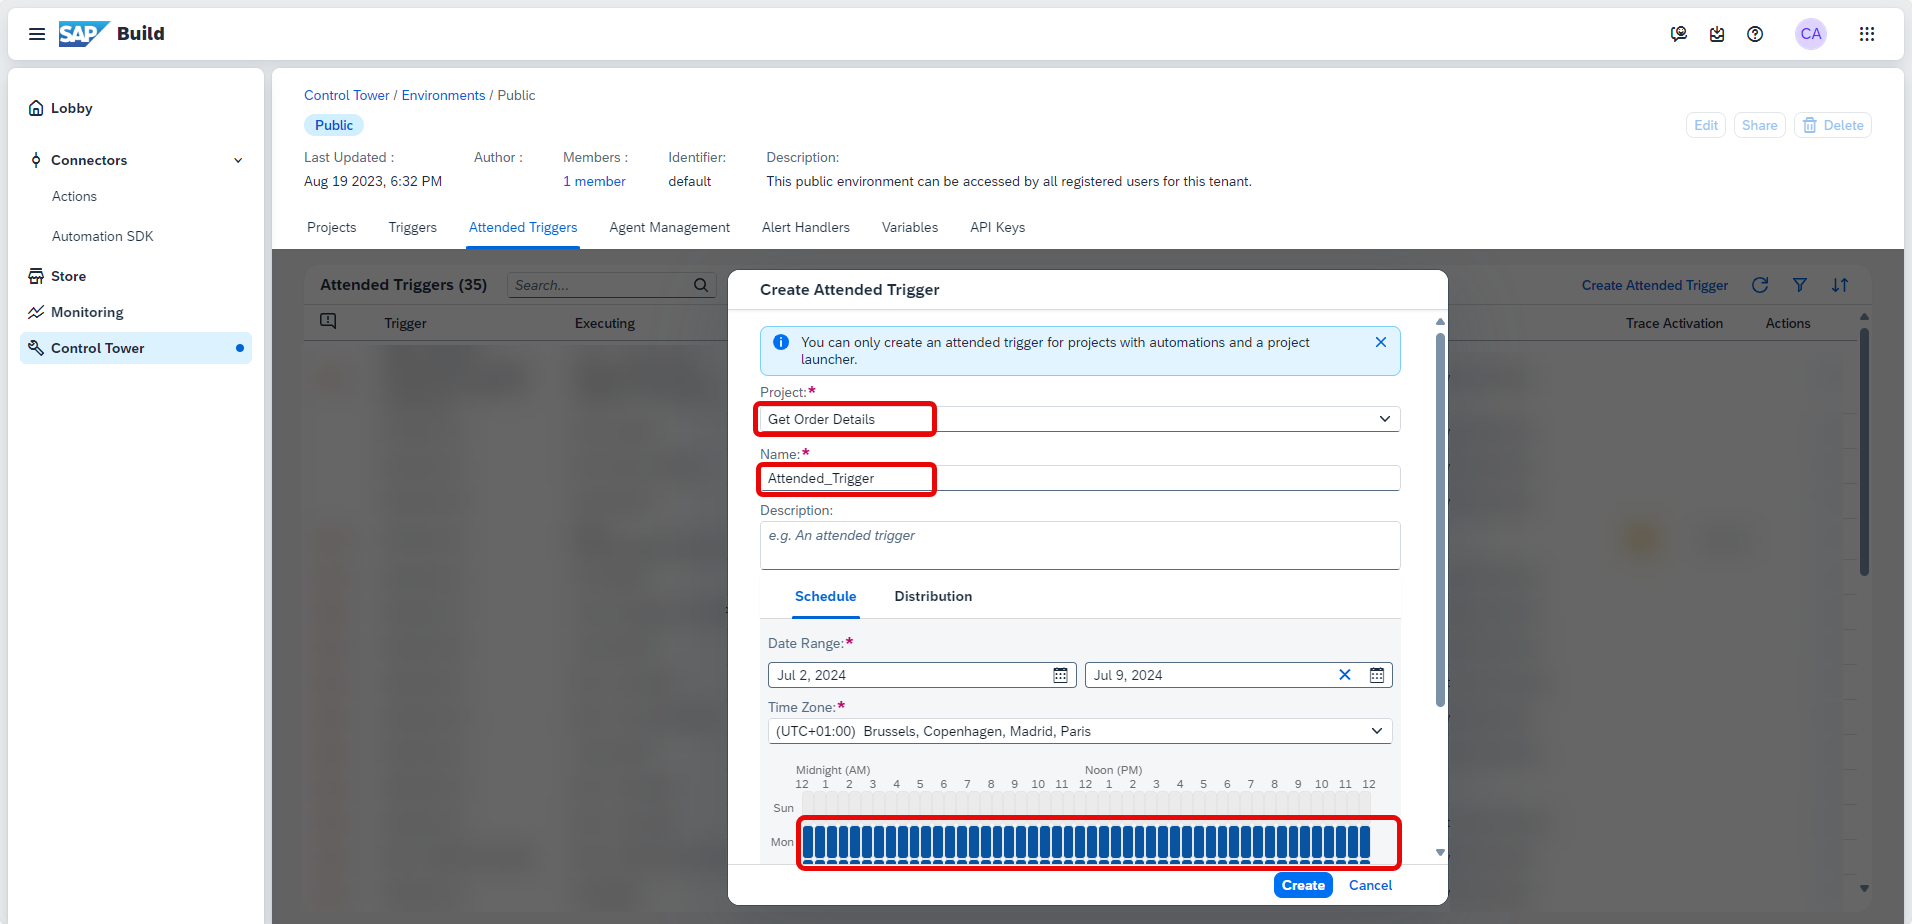 SAP Build
CA
Lobby
Connectors
Actions
Automation SDK
Store
Monitoring
Control Tower
Control Tower / Environments / Public
Public
Edit
Share
Delete
Last Updated :
Author :
Members :
Identifier:
Description:
Aug 19 2023, 6:32 PM
1 member
default
This public environment can be accessed by all registered users for this tenant.
Projects
Triggers
Attended Triggers
Agent Management
Alert Handlers
Variables
API Keys
Attended Triggers (35)
Search...
Create Attended Trigger
Trigger
Executing
Trace Activation
Actions
Create Attended Trigger
You can only create an attended trigger for projects with automations and a project
launcher.
Project:*
Get Order Details
Name:*
Attended_Trigger
Description:
e.g. An attended trigger
Schedule
Distribution
Date Range:*
Jul 2, 2024
Jul 9, 2024
Time Zone:*
(UTC+01:00) Brussels, Copenhagen, Madrid, Paris
Midnight (AM)
Noon (PM)
12 1 2 3 4 5 6 7 8 9 10 11 12 1 2 3 4 5 6 7 8 9 10 11 12
Sun
Mon
Create
Cancel